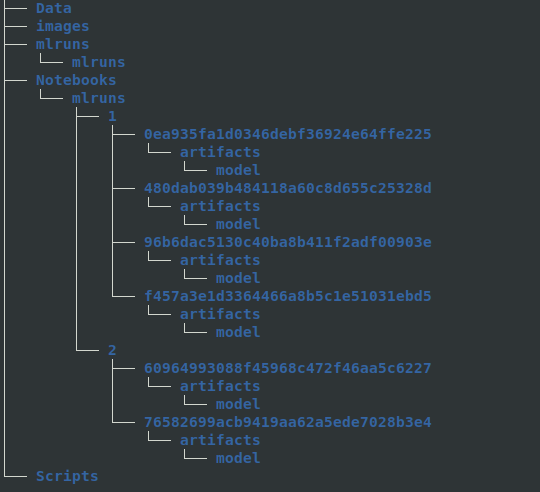 Data
images
mlruns
mlruns
Notebooks
mlruns
1
0ea935fa1d0346debf36924e64ffe225
artifacts
model
480dab039b484118a60c8d655c25328d
artifacts
model
96b6dac5130c40ba8b411f2adf00903e
artifacts
model
f457a3e1d3364466a8b5c1e51031ebd5
artifacts
model
2
60964993088f45968c472f46aa5c6227
artifacts
model
76582699acb9419aa62a5ede7028b3e4
artifacts
model
Scripts